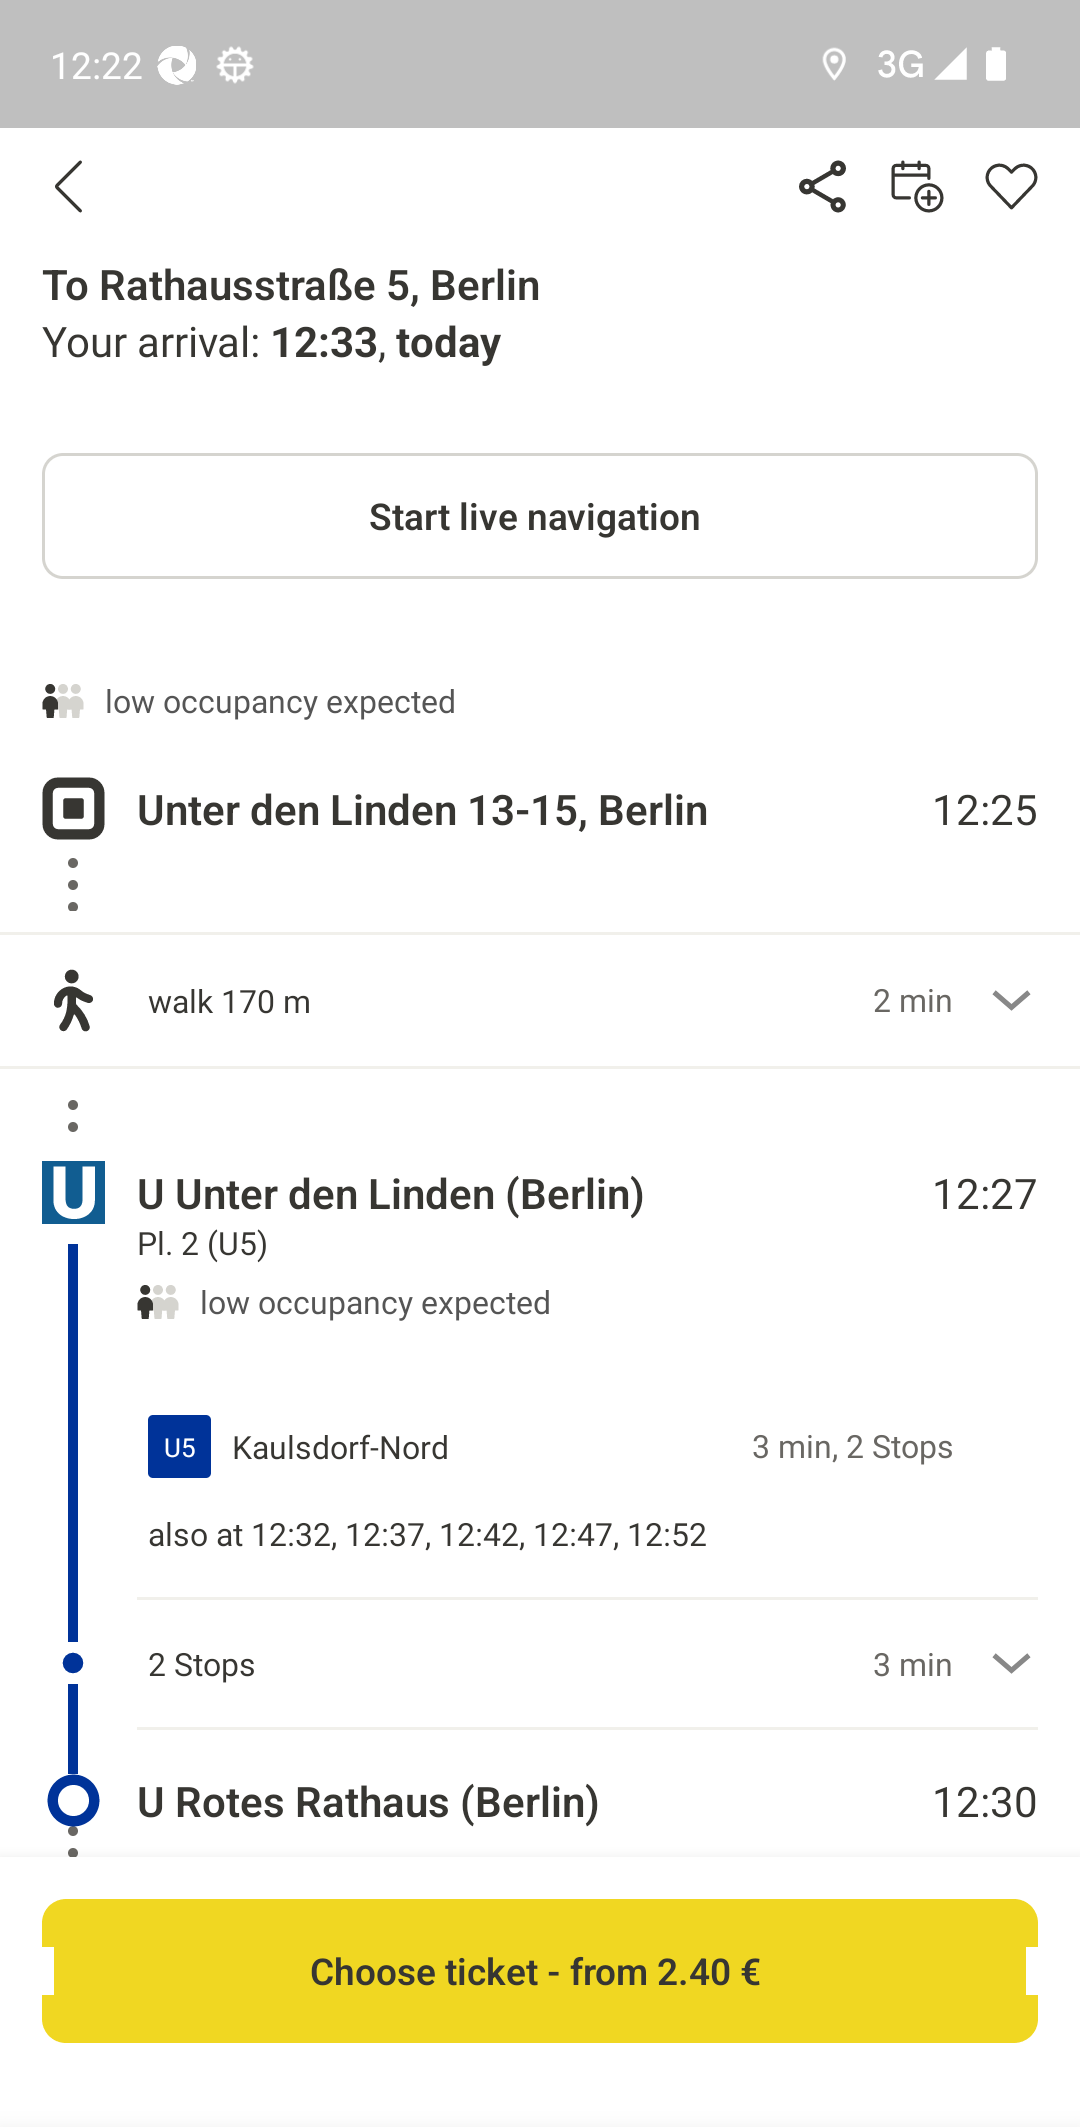 12:22
3G
To Rathausstraße 5, Berlin
Your arrival: 12:33, today
Start live navigation
low occupancy expected
Unter den Linden 13-15, Berlin 12:25
walk 170 m 2 min
U
U Unter den Linden (Berlin) 12:27
Pl. 2 (U5)
low occupancy expected
U5 Kaulsdorf-Nord 3 min, 2 Stops
also at 12:32, 12:37, 12:42, 12:47, 12:52
2 Stops 3 min
U Rotes Rathaus (Berlin) 12:30
Choose ticket - from 2.40 €